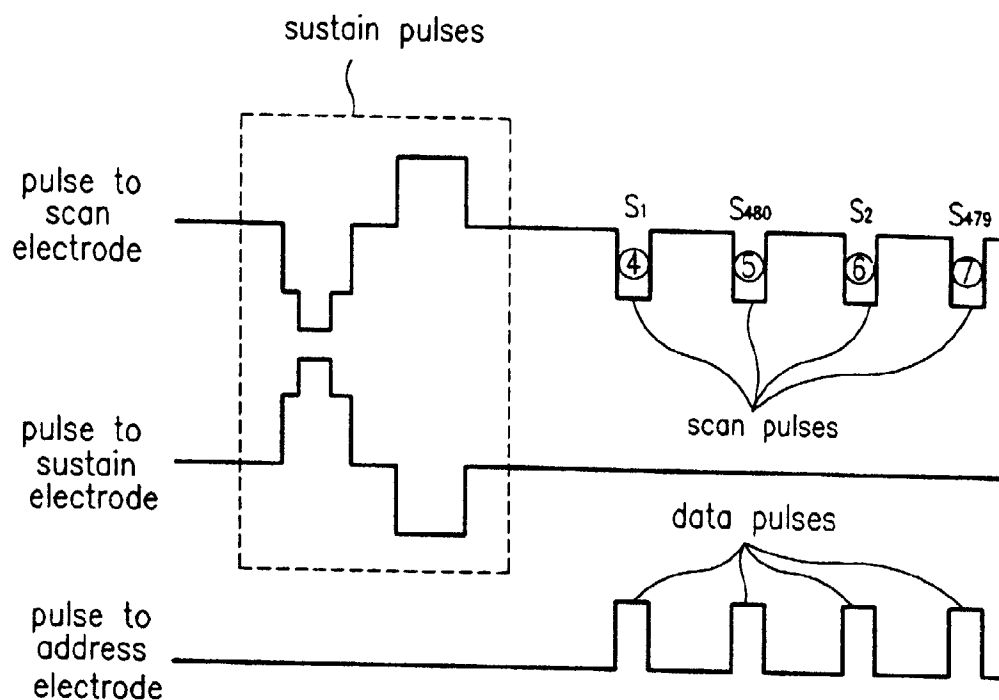 sustain pulses
pulse to
scan
electrode
S1 S480 S2 S479
④ ⑤ ⑥ ⑦
scan pulses
pulse to
sustain
electrode
data pulses
pulse to
address
electrode